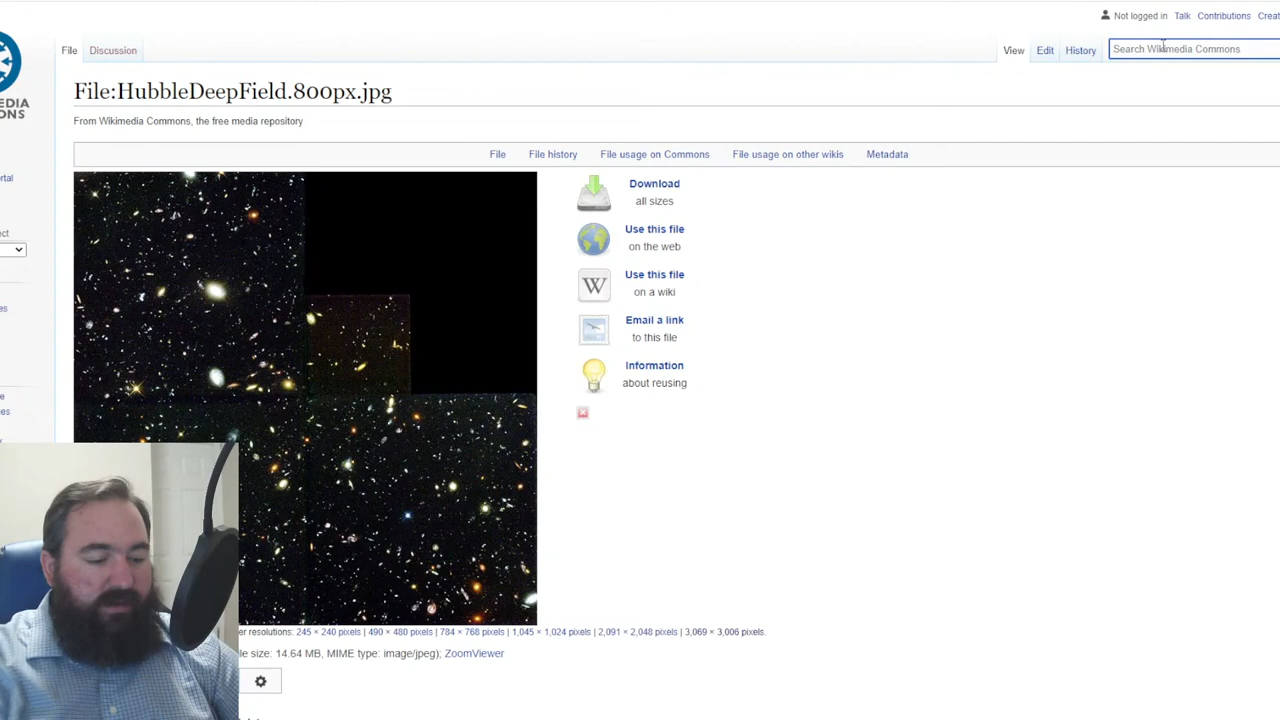 Not logged in Talk Contributions
File Discussion View Edit History Search Wikimedia Commons
File:HubbleDeepField.800px.jpg
From Wikimedia Commons, the free media repository
File File history File usage on Commons File usage on other wikis Metadata
Download
all sizes
Use this file
on the web
W
Use this file
on a wiki
Email a link
to this file
Information
about reusing
resolutions: 245 × 240 pixels | 490 × 480 pixels | 784 × 768 pixels | 1,045 × 1,024 pixels | 2,091 × 2,048 pixels | 3,069 × 3,006 pixels.
size: 14.64 MB, MIME type: image/jpeg); ZoomViewer